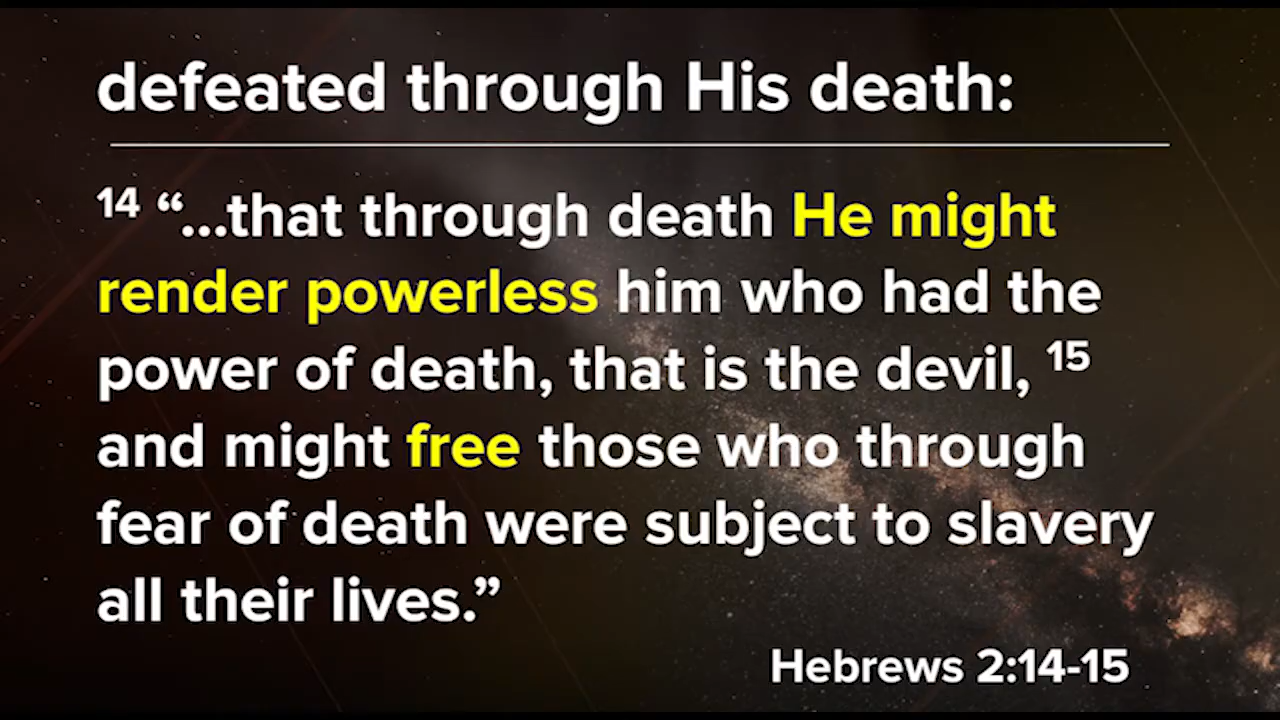 defeated through His death:
14 “...that through death He might
render powerless him who had the
power of death, that is the devil, 15
and might free those who through
fear of death were subject to slavery
all their lives.”
Hebrews 2:14-15